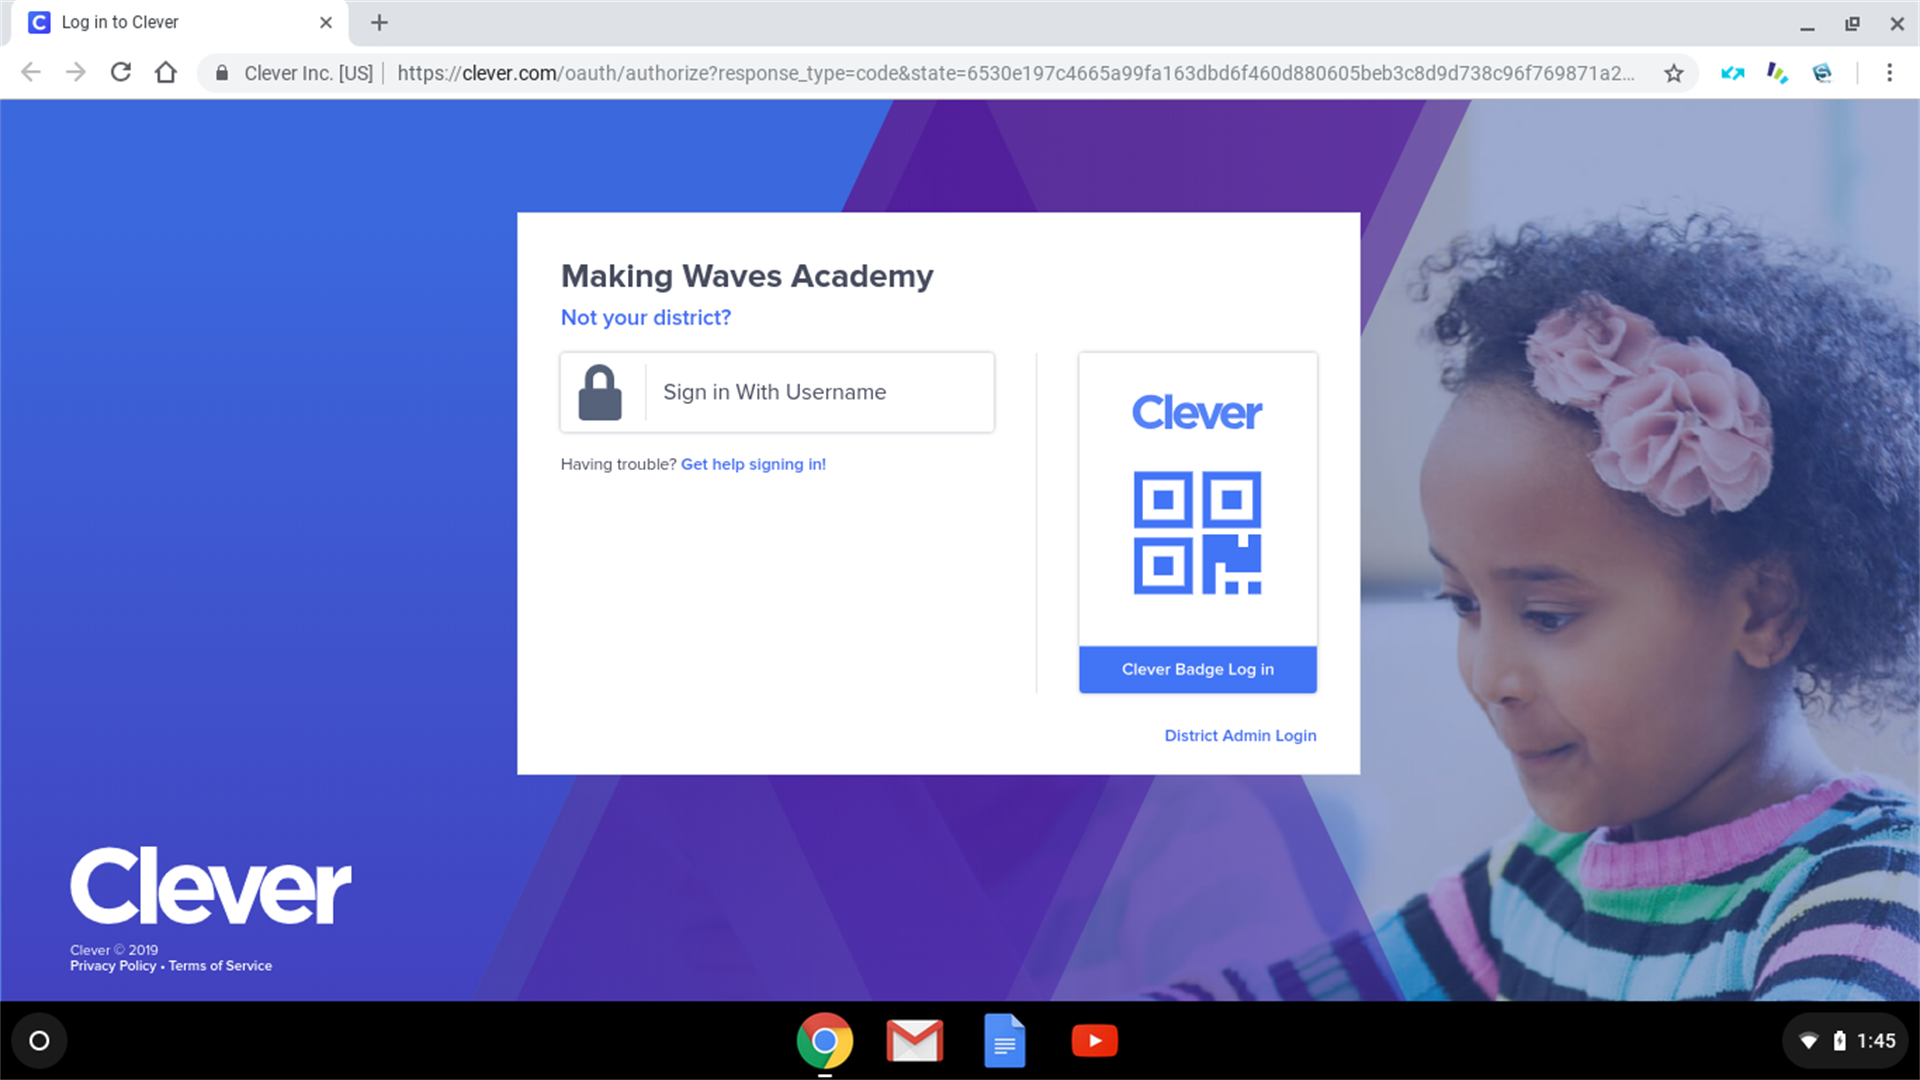 Log in to Clever
Clever Inc. [US]
https://clever.com/oauth/authorize?response_type=code&state=6530e197c4665a99fa163dbd6f460d880605beb3c8d9d738c96f769871a2...
Making Waves Academy
Not your district?
Sign in With Username
Having trouble? Get help signing in!
Clever
Clever Badge Log in
District Admin Login
Clever
Clever © 2019
Privacy Policy • Terms of Service
1:45